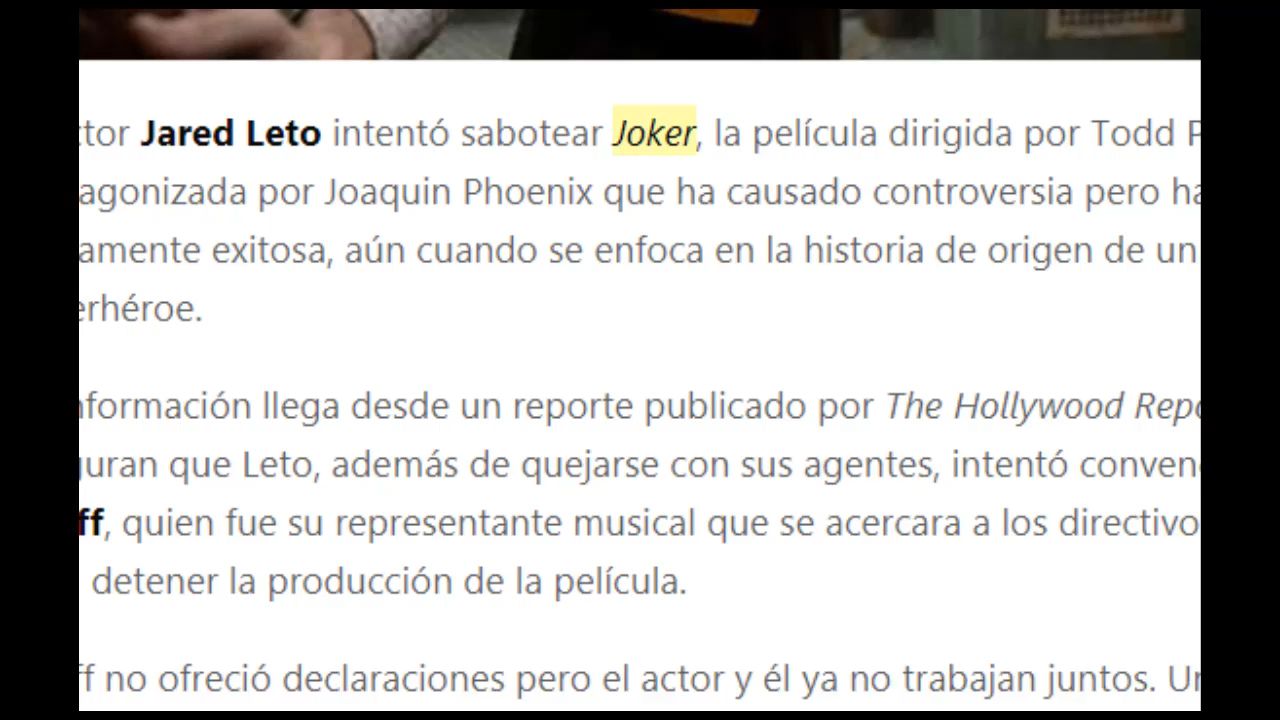 ctor Jared Leto intentó sabotear Joker, la película dirigida por Todd P
agonizada por Joaquin Phoenix que ha causado controversia pero ha
amente exitosa, aún cuando se enfoca en la historia de origen de un
erhéroe.
nformación llega desde un reporte publicado por The Hollywood Repo
guran que Leto, además de quejarse con sus agentes, intentó convenc
ff, quien fue su representante musical que se acercara a los directivo
detener la producción de la película.
ff no ofreció declaraciones pero el actor y él ya no trabajan juntos. Un